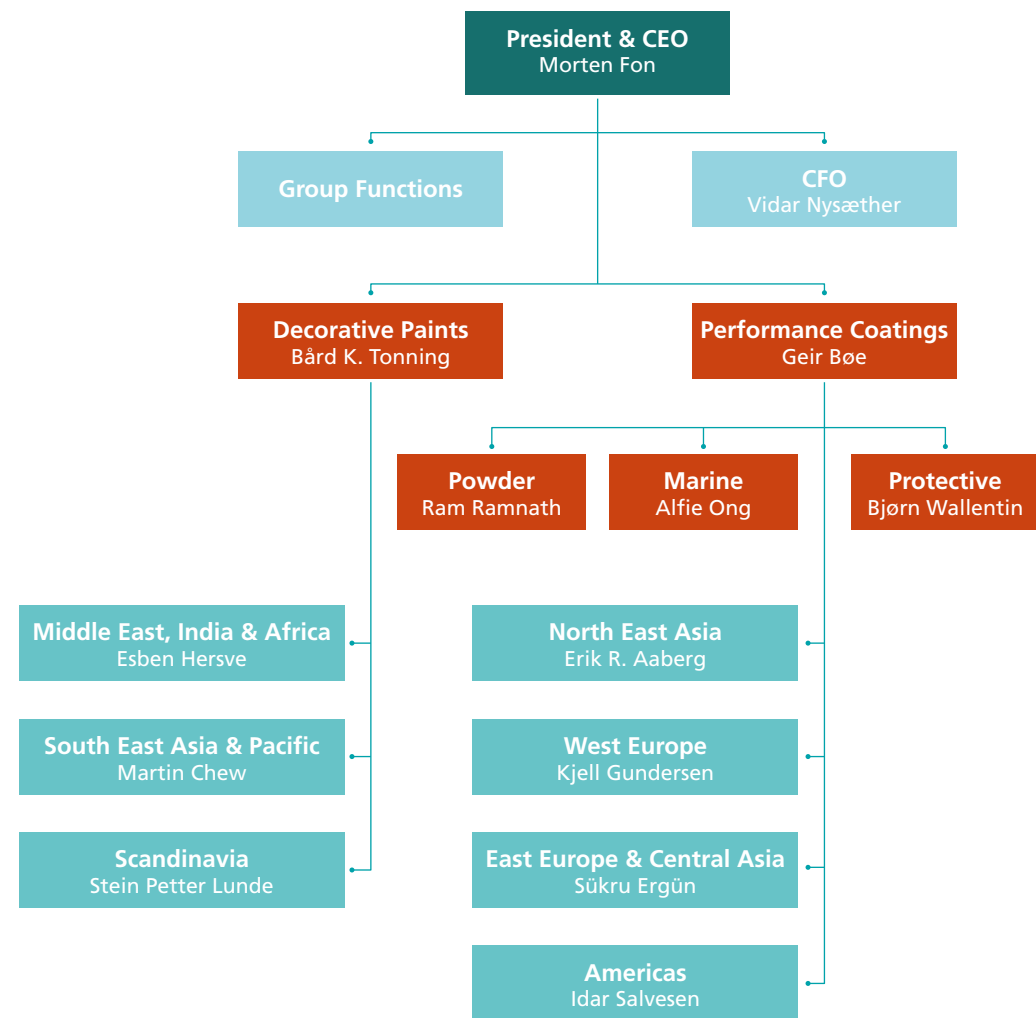 President & CEO
Morten Fon
Group Functions
CFO
Vidar Nysæther
Decorative Paints
Bård K. Tonning
Performance Coatings
Geir Bøe
Powder
Ram Ramnath
Marine
Alfie Ong
Protective
Bjørn Wallentin
Middle East, India & Africa
Esben Hersve
South East Asia & Pacific
Martin Chew
Scandinavia
Stein Petter Lunde
North East Asia
Erik R. Aaberg
West Europe
Kjell Gundersen
East Europe & Central Asia
Sükru Ergün
Americas
Idar Salvesen